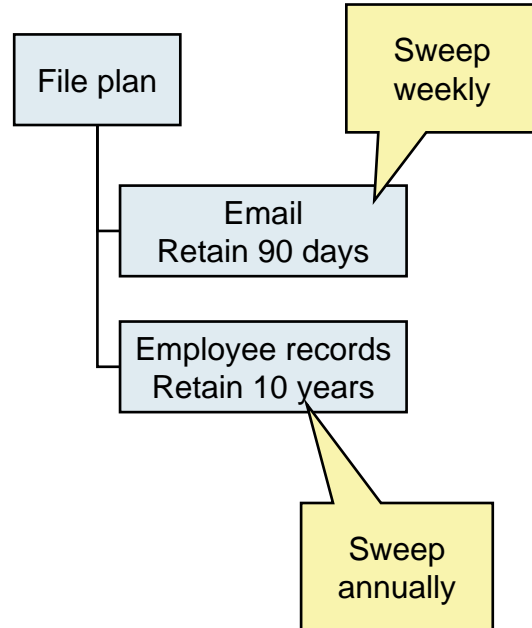 Sweep
weekly
File plan
Email
Retain 90 days
Employee records
Retain 10 years
Sweep
annually